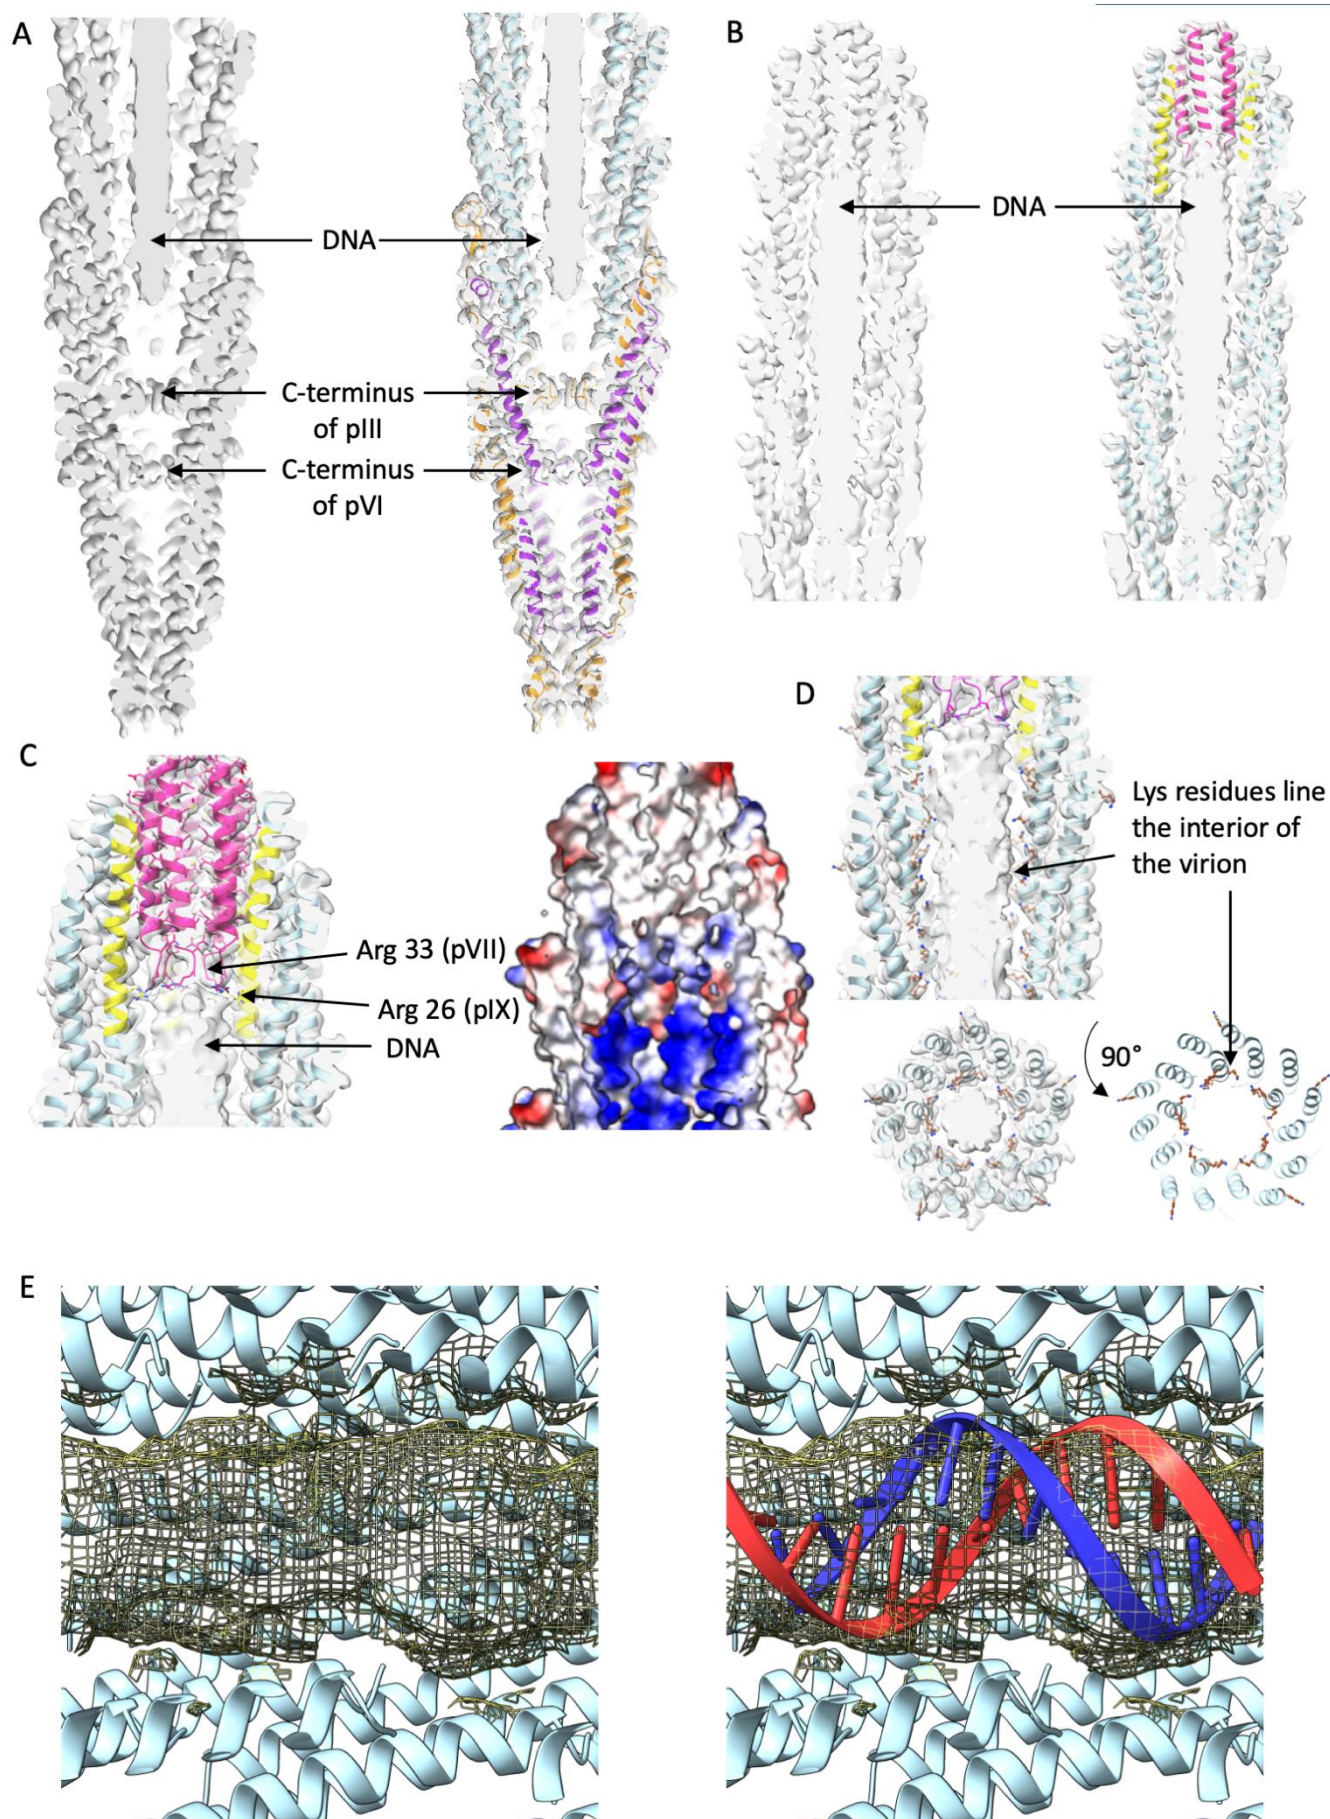 A
B
DNA
DNA
C-terminus
of pIII
C-terminus
of pVI
C
D
Lys residues line
the interior of
the virion
Arg 33 (pVII)
Arg 26 (pIX)
DNA
90°
E